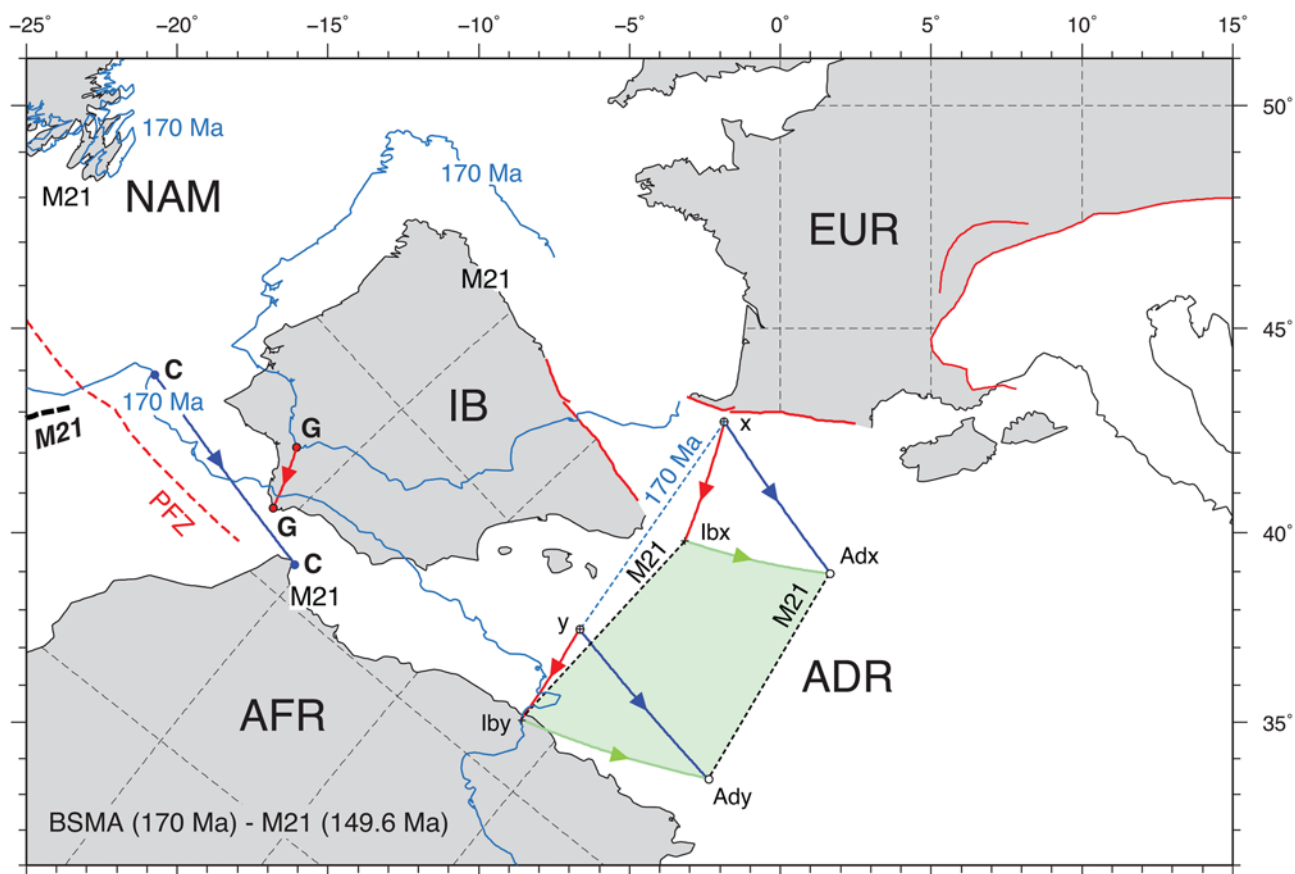 −25° −20° −15° −10° −5° 0° 5° 10° 15°
50°
170 Ma
M21
NAM
170 Ma
EUR
M21
45°
C
170 Ma
IB
M21
G
x
170 Ma
PFZ
G
Ibx
40°
C
M21
Adx
M21
M21
y
ADR
AFR
Iby
35°
Ady
BSMA (170 Ma) - M21 (149.6 Ma)